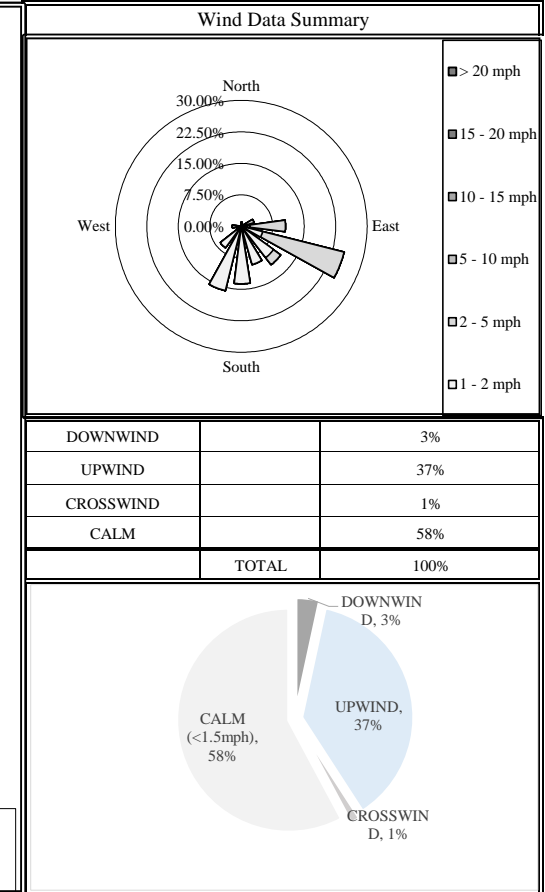 Wind Data Summary
North
30.00%
22.50%
15.00%
7.50%
0.00%
West
East
South
> 20 mph
15 - 20 mph
10 - 15 mph
5 - 10 mph
2 - 5 mph
1 - 2 mph
DOWNWIND 3%
UPWIND 37%
CROSSWIND 1%
CALM 58%
TOTAL 100%
DOWNWIN
D, 3%
UPWIND,
37%
CALM
(<1.5mph),
58%
CROSSWIN
D, 1%